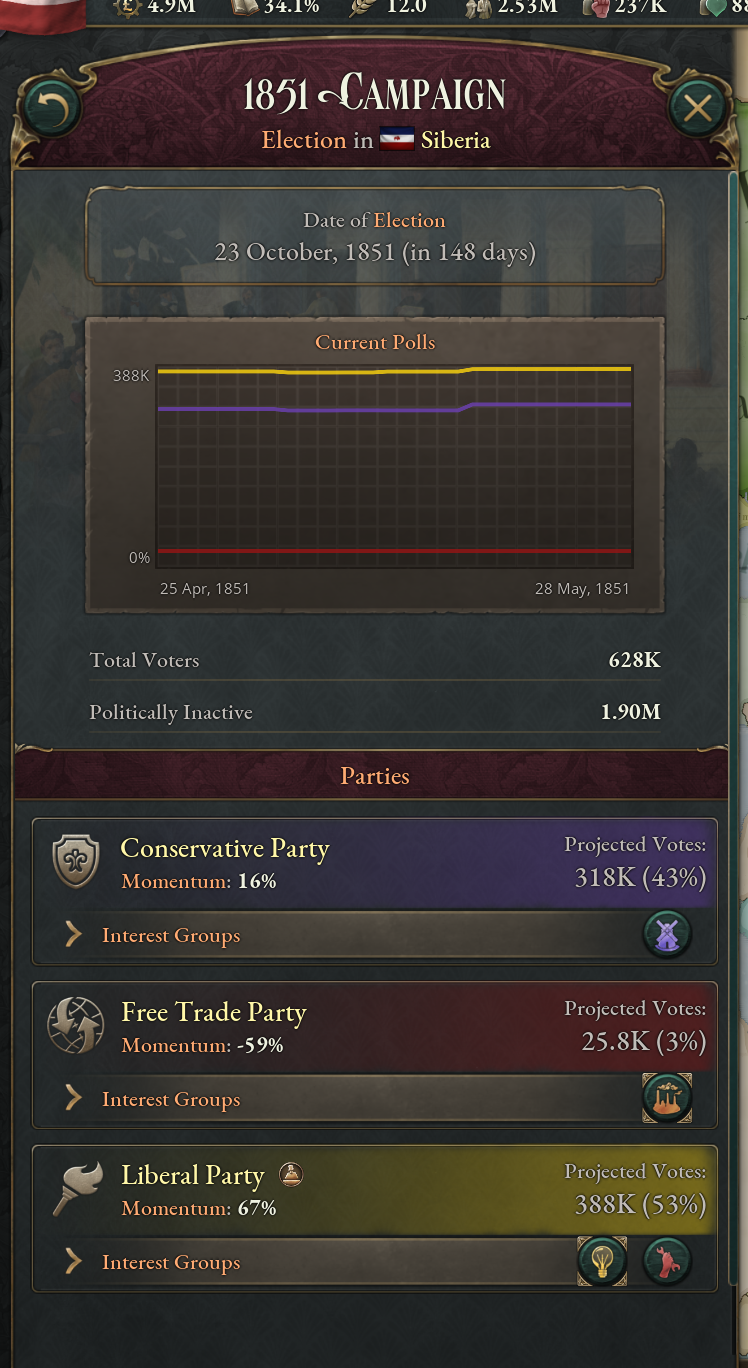 4.9M 34.1% 12.0 2.53M 237K
1851 Campaign
Election in Siberia
Date of Election
23 October, 1851 (in 148 days)
Current Polls
388K
0%
25 Apr, 1851 28 May, 1851
Total Voters 628K
Politically Inactive 1.90M
Parties
Conservative Party Projected Votes:
Momentum: 16% 318K (43%)
Interest Groups
Free Trade Party Projected Votes:
Momentum: -59% 25.8K (3%)
Interest Groups
Liberal Party Projected Votes:
Momentum: 67% 388K (53%)
Interest Groups